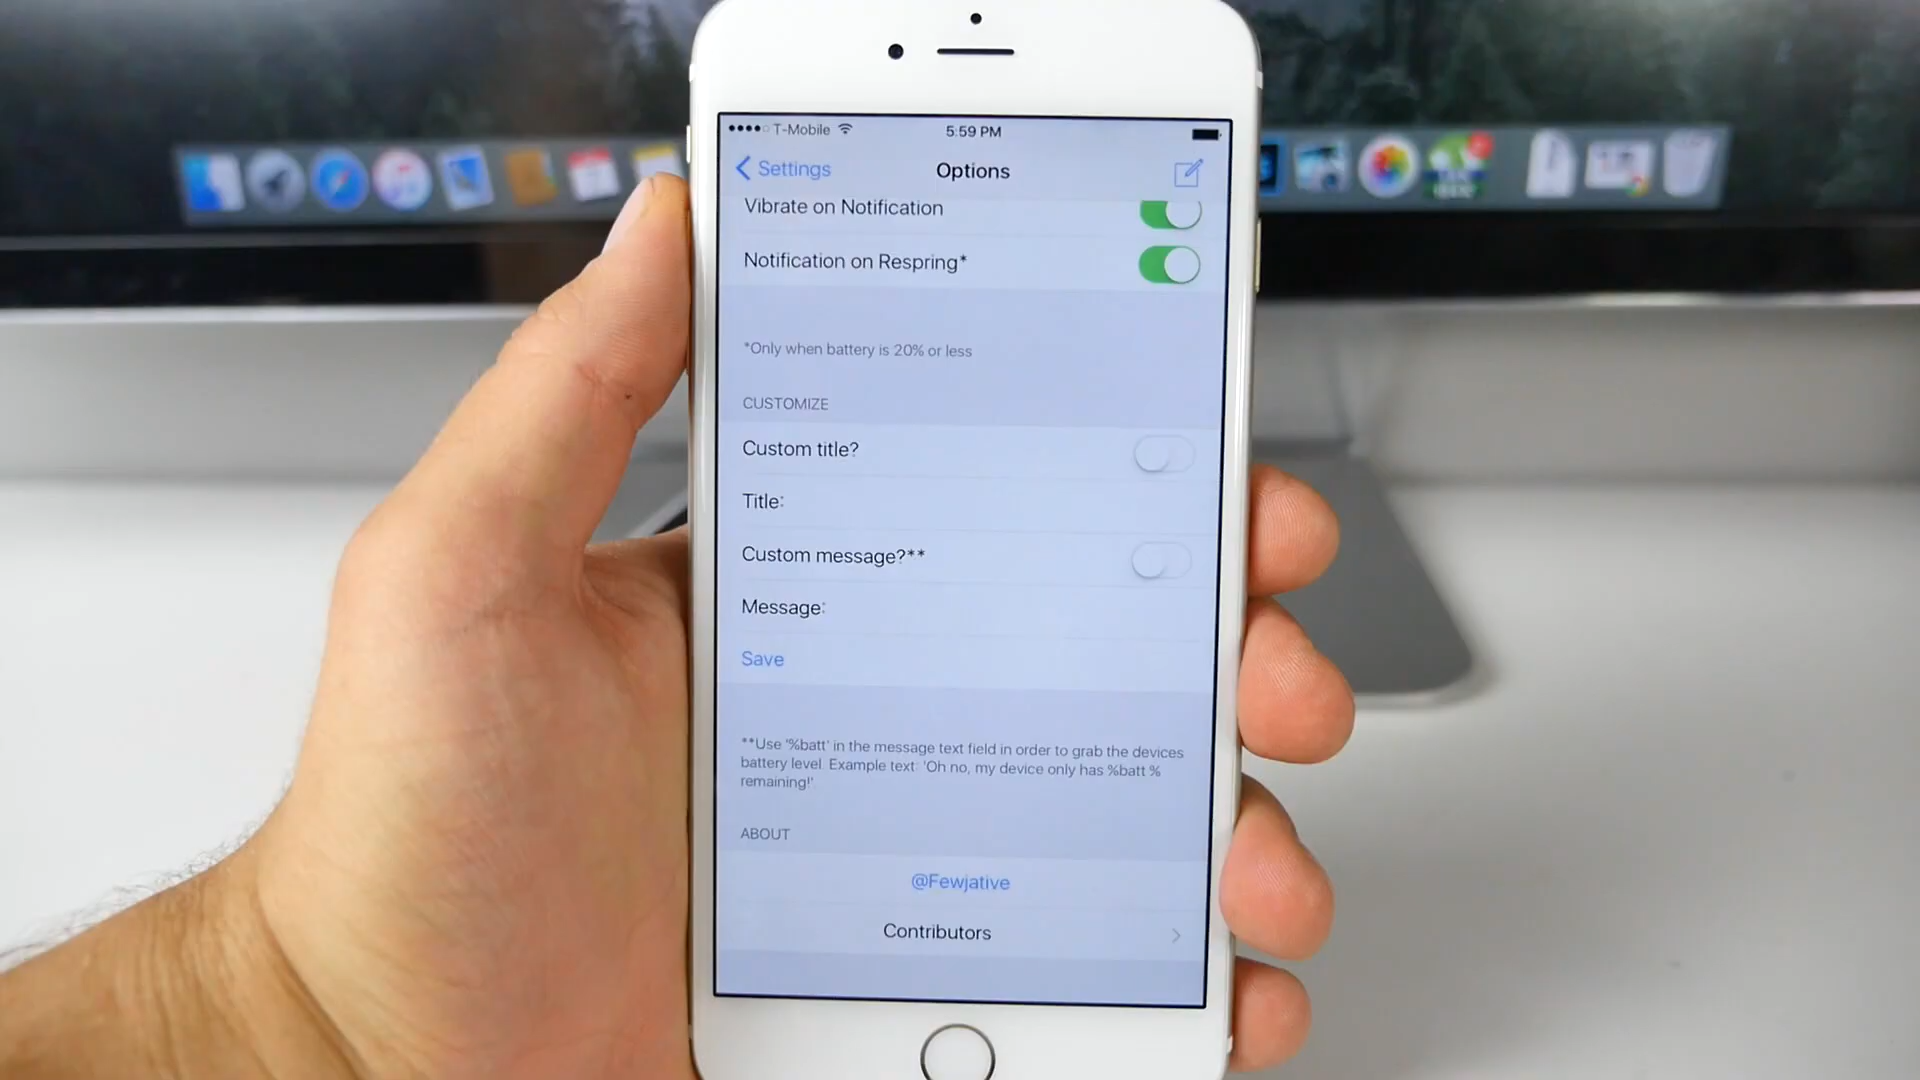 T-Mobile 5:59 PM
Settings Options
Vibrate on Notification
Notification on Respring*
*Only when battery is 20% or less
CUSTOMIZE
Custom title?
Title:
Custom message?**
Message:
Save
**Use '%batt' in the message text field in order to grab the devices
battery level. Example text: 'Oh no, my device only has %batt %
remaining!'
ABOUT
@Fewjative
Contributors